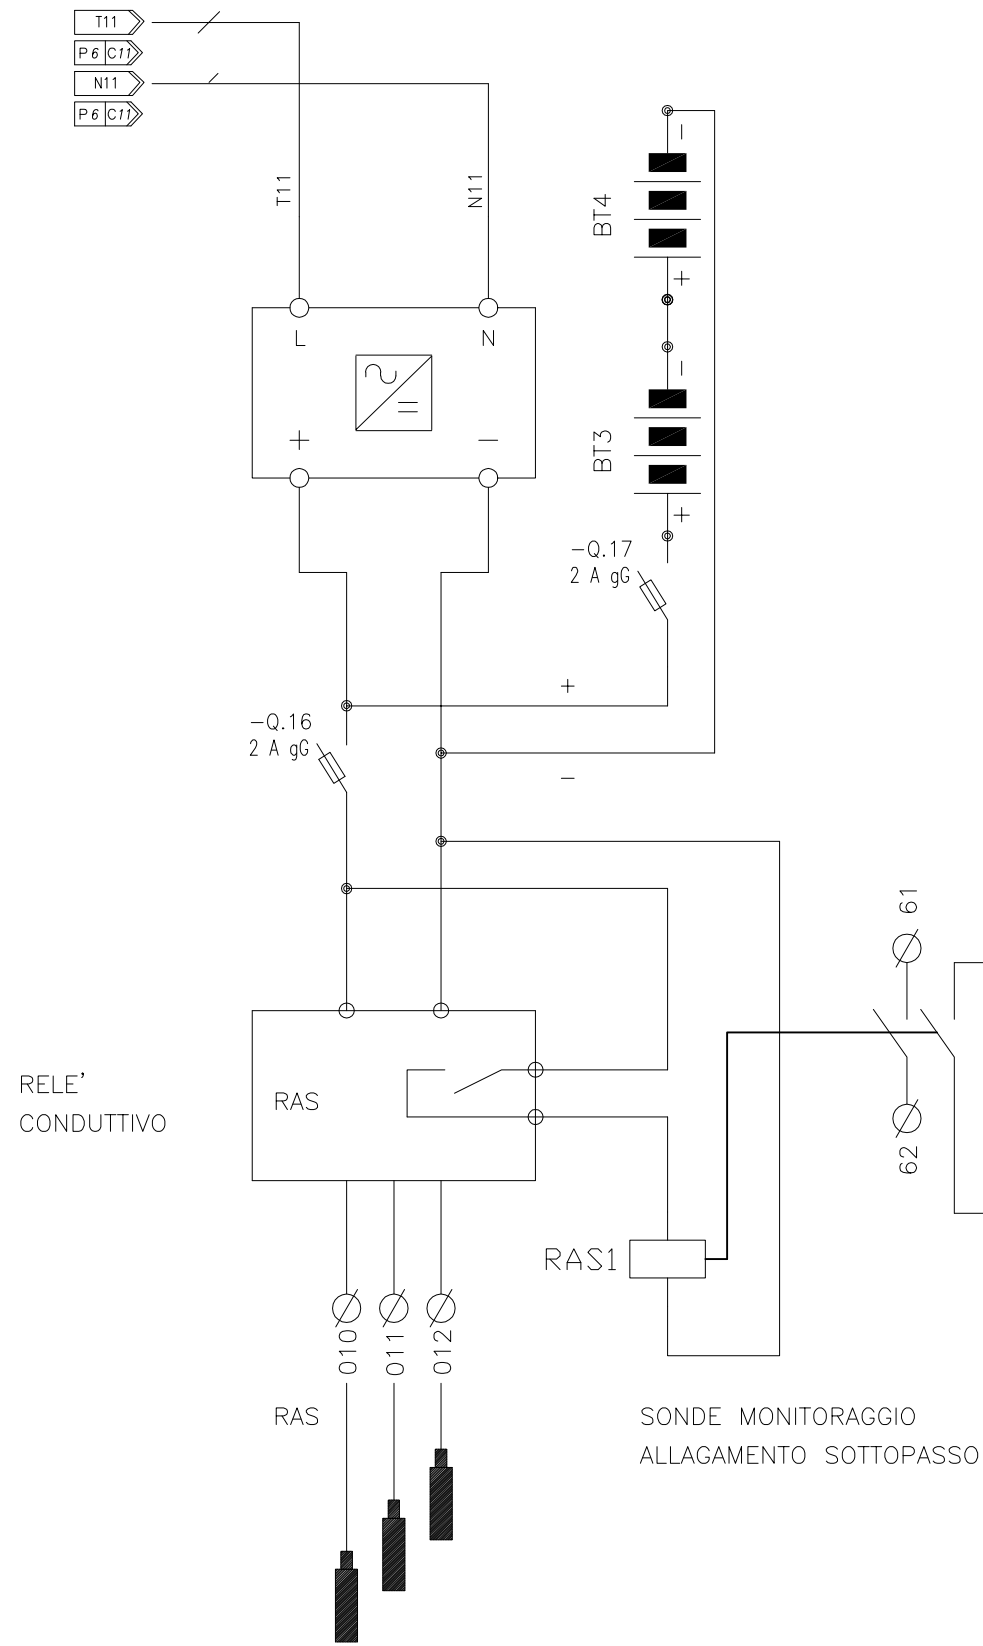 T11
P6 C11
N11
P6 C11
T11
N11
L
N
+
−
BT4
−
+
BT3
−
+
−Q.17
2 A gG
+
−Q.16
2 A gG
−
61
RELE'
CONDUTTIVO
RAS
62
RAS1
010
011
012
RAS
SONDE MONITORAGGIO
ALLAGAMENTO SOTTOPASSO